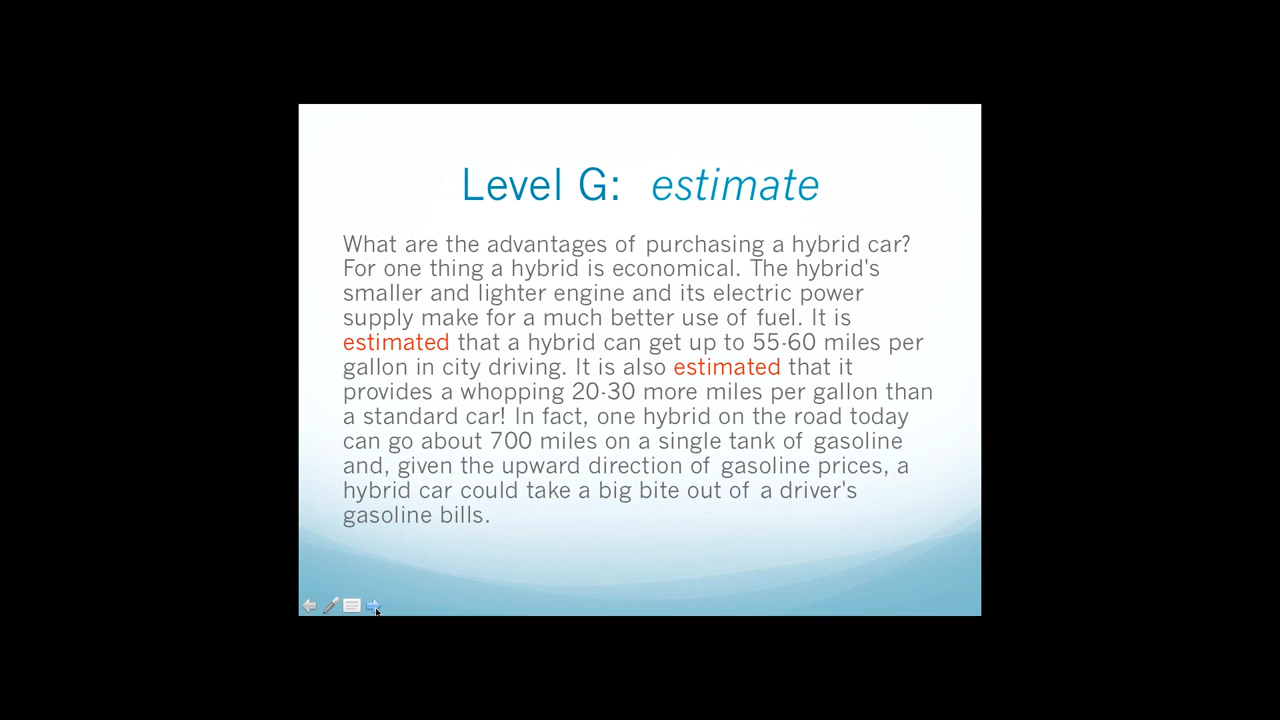 Level G: estimate
What are the advantages of purchasing a hybrid car?
For one thing a hybrid is economical. The hybrid's
smaller and lighter engine and its electric power
supply make for a much better use of fuel. It is
estimated that a hybrid can get up to 55-60 miles per
gallon in city driving. It is also estimated that it
provides a whopping 20-30 more miles per gallon than
a standard car! In fact, one hybrid on the road today
can go about 700 miles on a single tank of gasoline
and, given the upward direction of gasoline prices, a
hybrid car could take a big bite out of a driver's
gasoline bills.